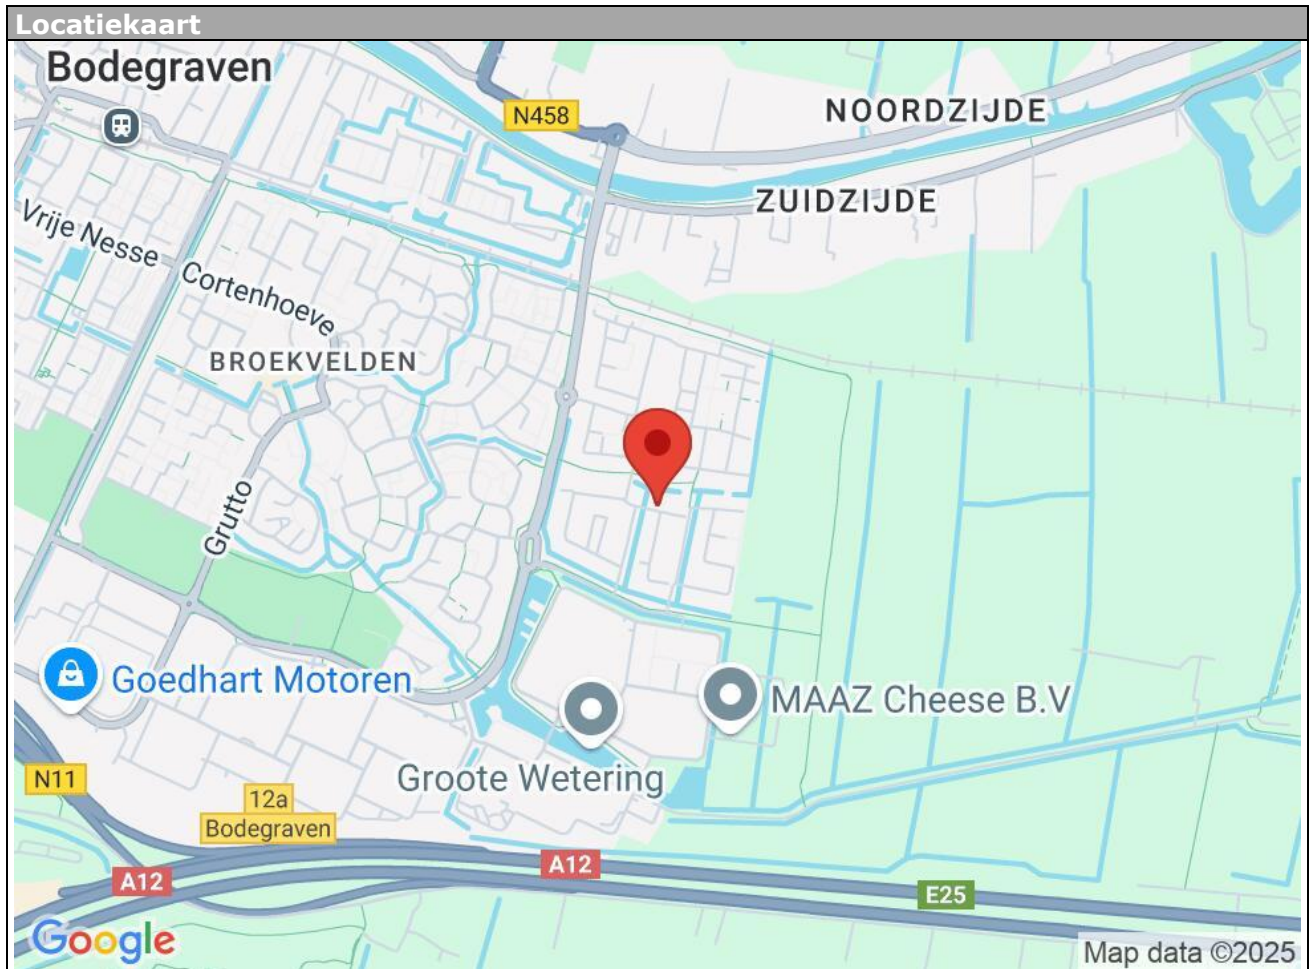 Locatiekaart
Bodegraven
N458
NOORDZIJDE
ZUIDZIJDE
Vrije Nesse
Cortenhoeve
BROEKVELDEN
Grutto
Goedhart Motoren
MAAZ Cheese B.V
Groote Wetering
N11
12a
Bodegraven
A12
A12
E25
Google
Map data ©2025